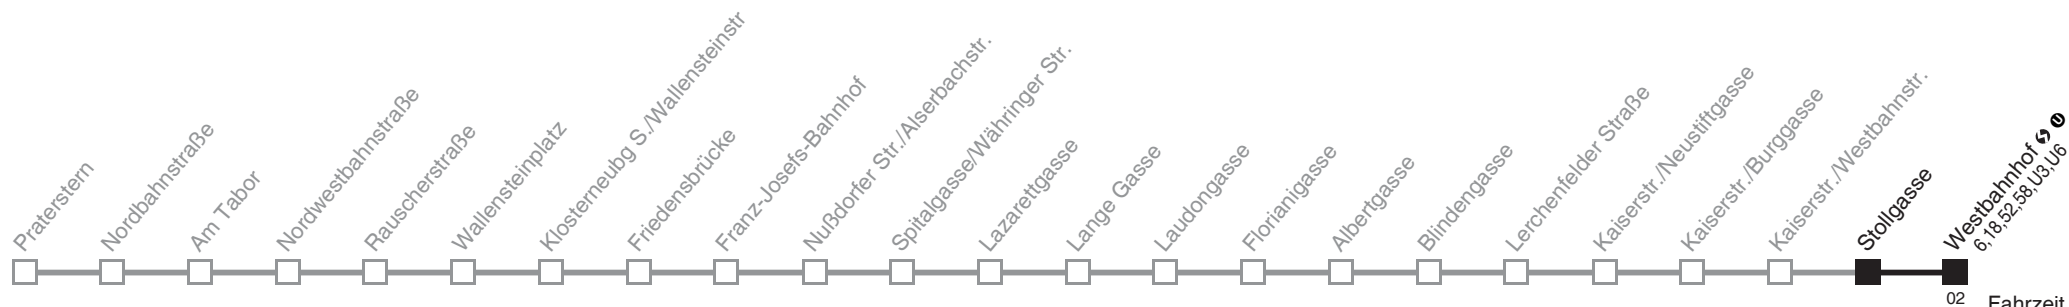 Praterstern
Nordbahnstraße
Am Tabor
Nordwestbahnstraße
Rauscherstraße
Wallensteinplatz
Klosterneubg S./Wallensteinstr
Friedensbrücke
Franz-Josefs-Bahnhof
Nußdorfer Str./Alserbachstr.
Spitalgasse/Währinger Str.
Lazarettgasse
Lange Gasse
Laudongasse
Florianigasse
Albertgasse
Blindengasse
Lerchenfelder Straße
Kaiserstr./Neustiftgasse
Kaiserstr./Burggasse
Kaiserstr./Westbahnstr.
Stollgasse
Westbahnhof S U
6,18,52,58,U3,U6
02
Fahrzeit